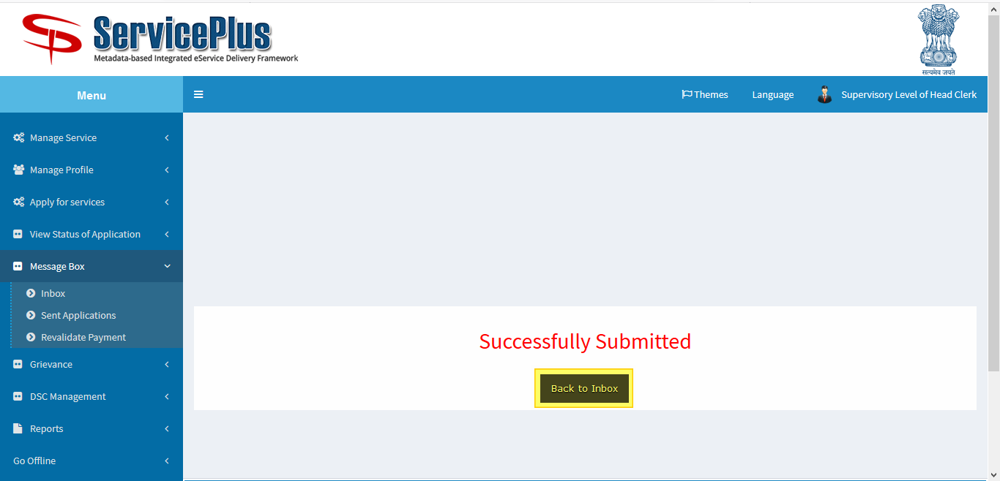 ServicePlus
Metadata-based Integrated eService Delivery Framework
सत्यमेव जयते
Menu
Themes
Language
Supervisory Level of Head Clerk
Manage Service
Manage Profile
Apply for services
View Status of Application
Message Box
Inbox
Sent Applications
Revalidate Payment
Grievance
DSC Management
Reports
Go Offline
Successfully Submitted
Back to Inbox